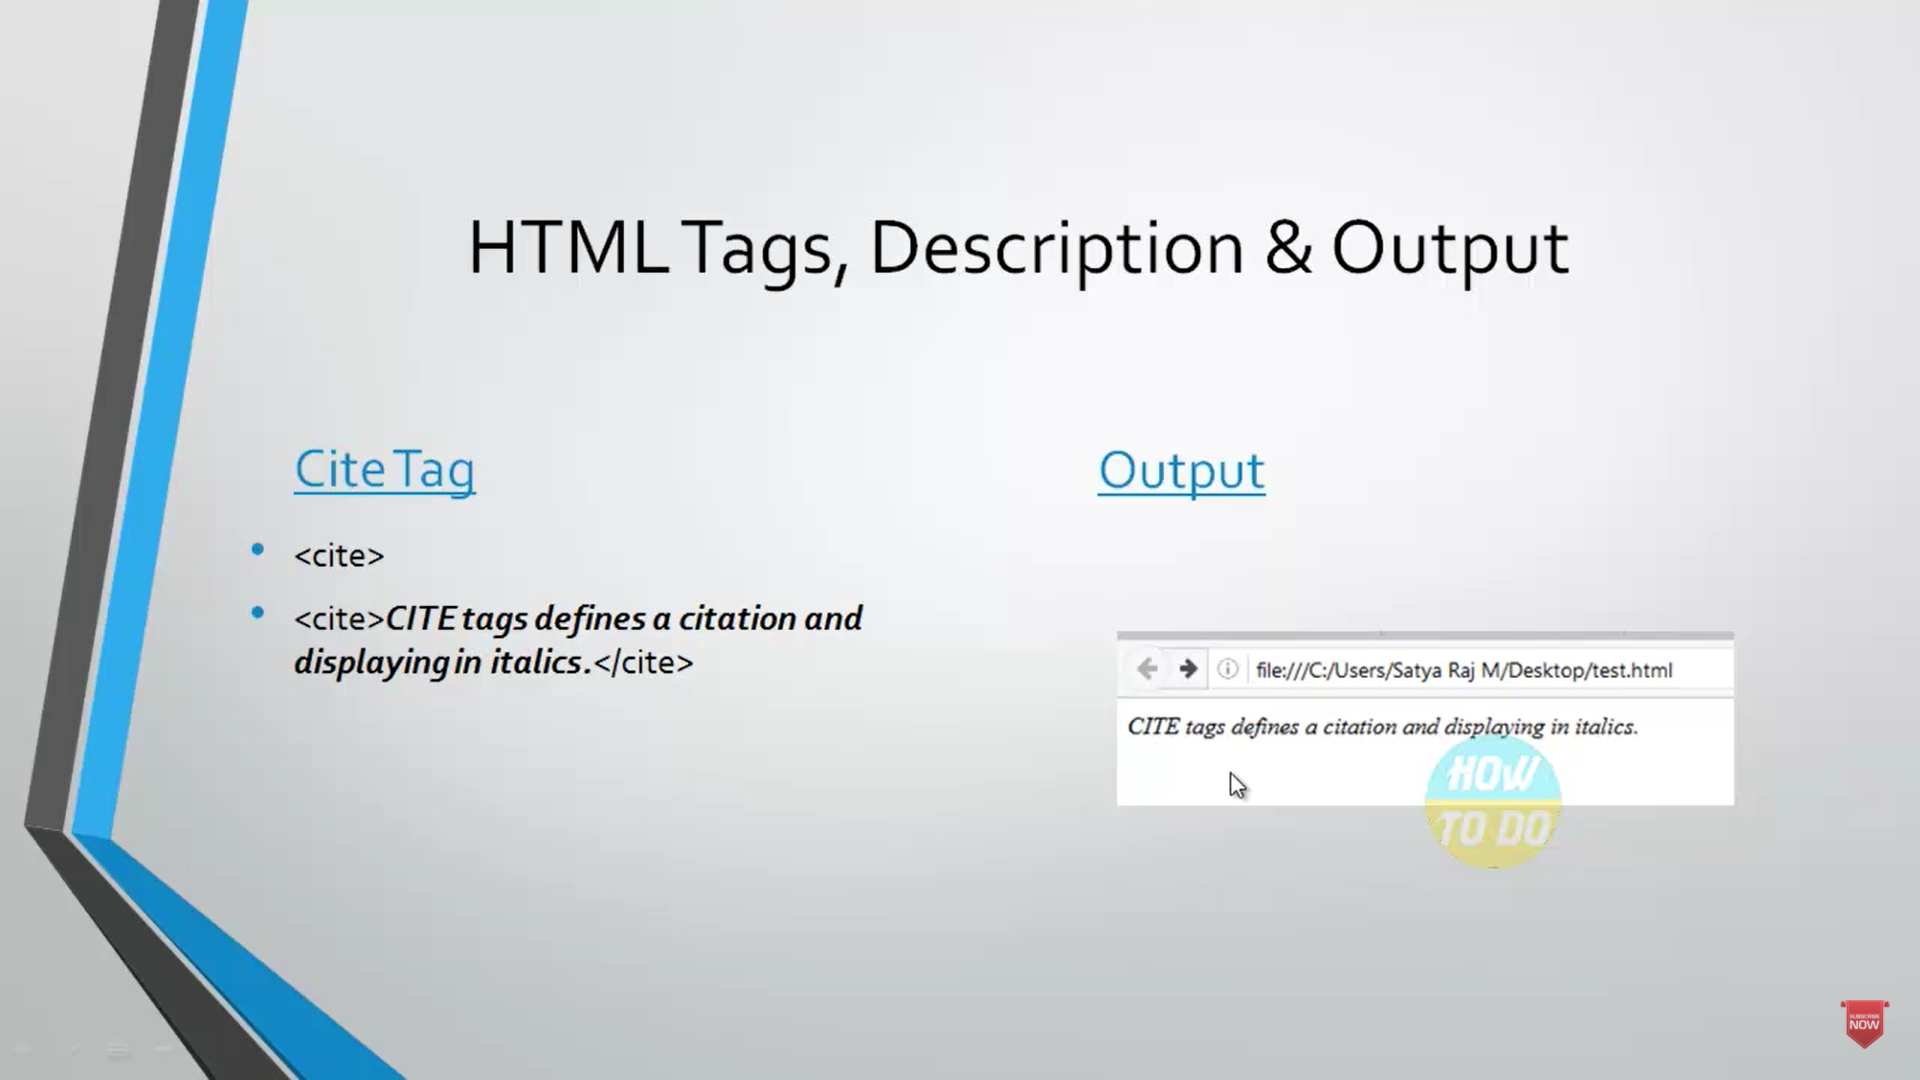 HTML Tags, Description & Output
Cite Tag
<cite>
<cite>CITE tags defines a citation and
displaying in italics.</cite>
Output
file:///C:/Users/Satya Raj M/Desktop/test.html
CITE tags defines a citation and displaying in italics.
HOW
TO DO
SUBSCRIBE
NOW